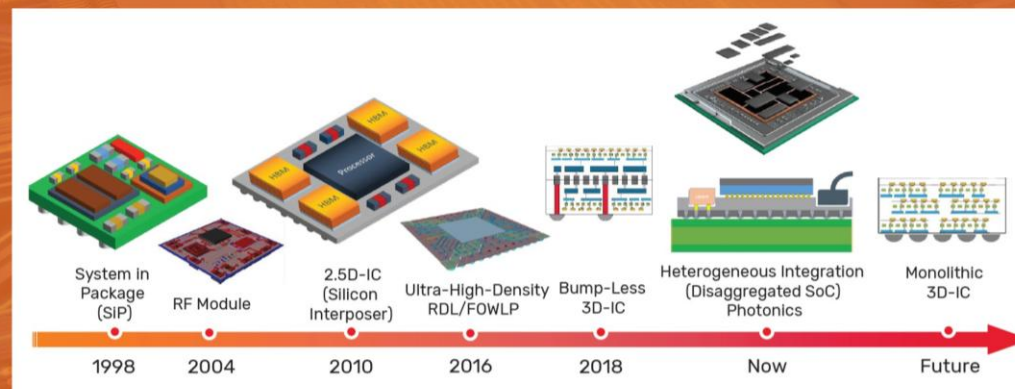 HBM
HBM
Processor
HBM
HBM
System in
Package
(SiP)
RF Module
2.5D-IC
(Silicon
Interposer)
Ultra-High-Density
RDL/FOWLP
Bump-Less
3D-IC
Heterogeneous Integration
(Disaggregated SoC)
Photonics
Monolithic
3D-IC
1998
2004
2010
2016
2018
Now
Future